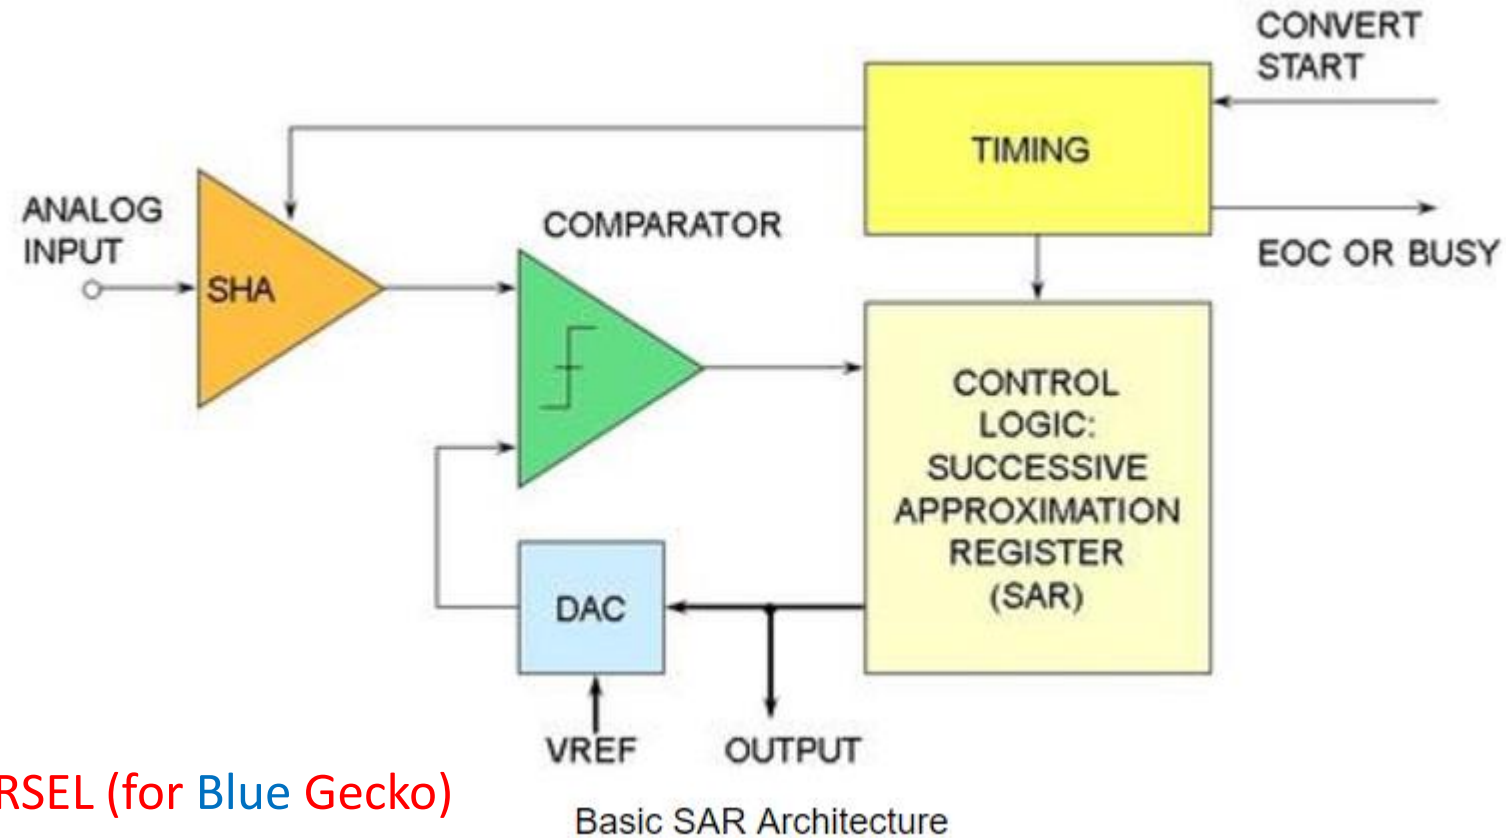 CONVERT
START
TIMING
ANALOG
INPUT
COMPARATOR
EOC OR BUSY
SHA
CONTROL
LOGIC:
SUCCESSIVE
APPROXIMATION
REGISTER
(SAR)
DAC
VREF
OUTPUT
RSEL (for Blue Gecko)
Basic SAR Architecture